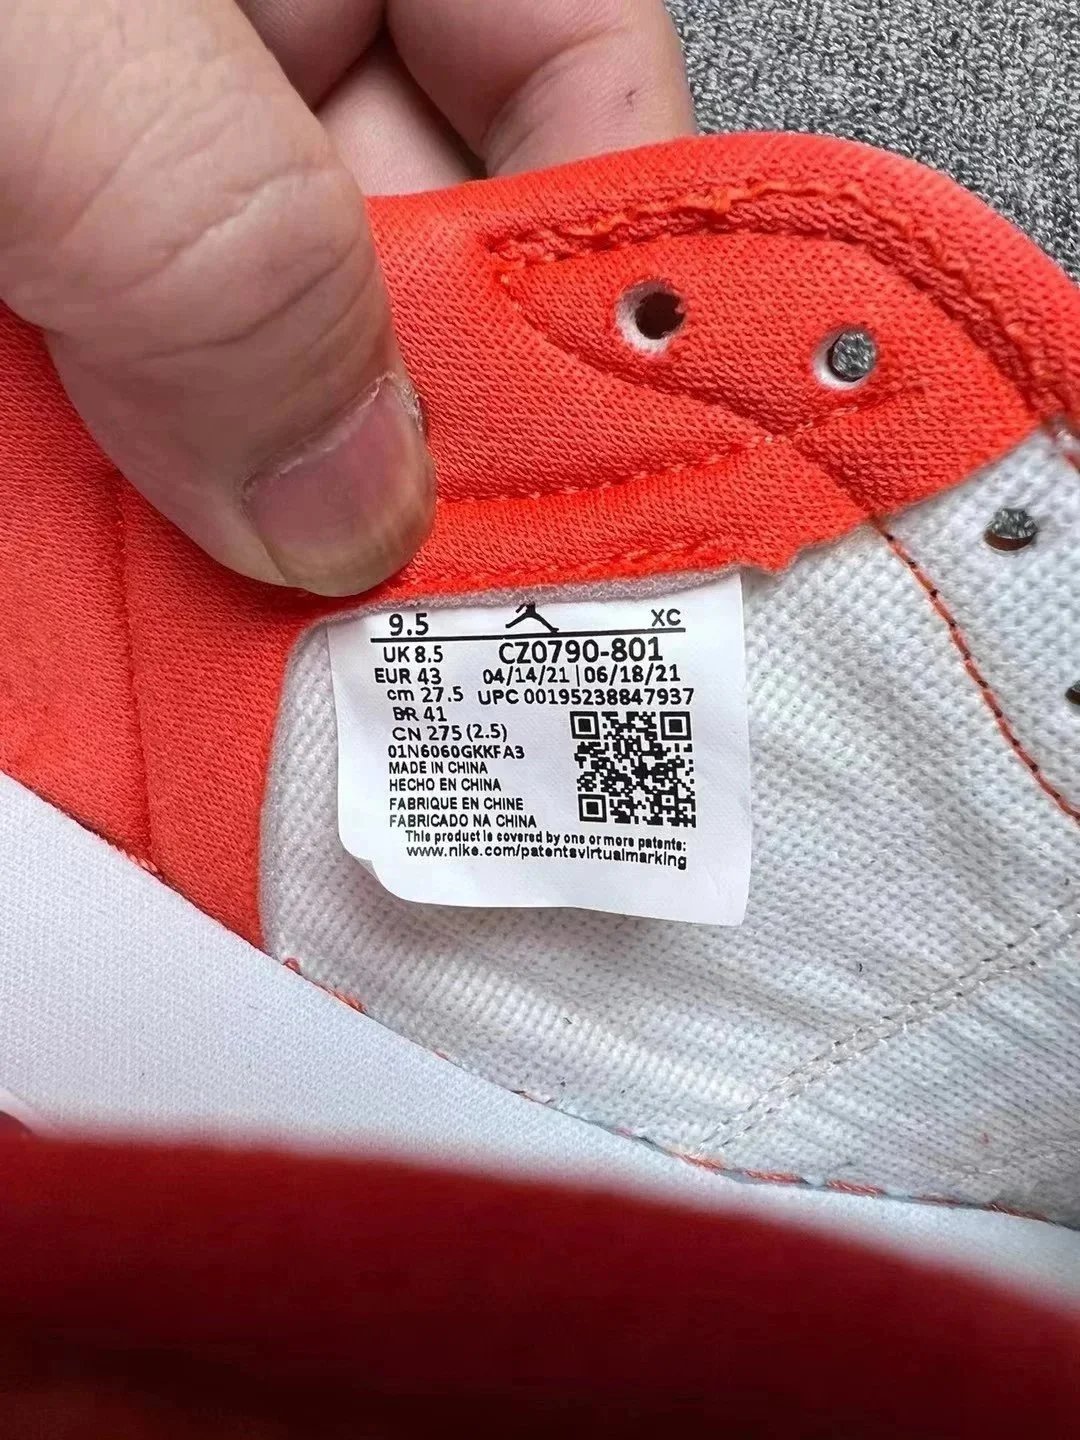 9.5 XC
UK 8.5 CZ0790-801
EUR 43 04/14/21 | 06/18/21
cm 27.5 UPC 00195238847937
BR 41
CN 275 (2.5)
01N6060GKKFA3
MADE IN CHINA
HECHO EN CHINA
FABRIQUE EN CHINE
FABRICADO NA CHINA
This product is covered by one or more patents:
www.nike.com/patentsvirtualmarking